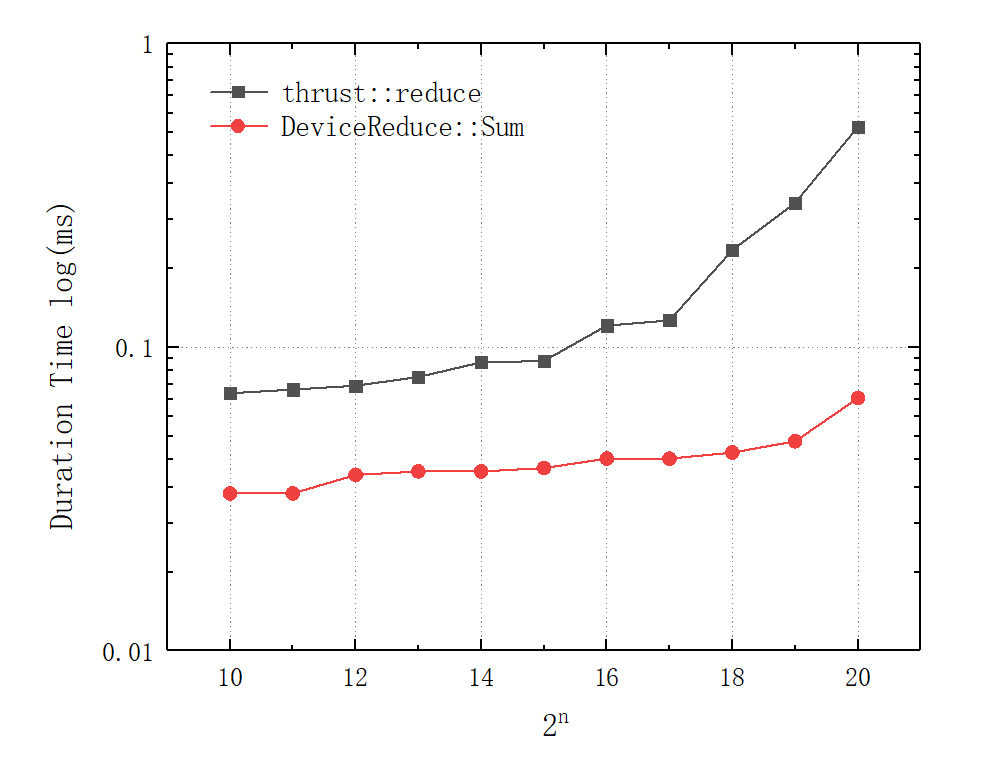 1
thrust::reduce
DeviceReduce::Sum
Duration Time log(ms)
0.1
0.01
10 12 14 16 18 20
2ⁿ